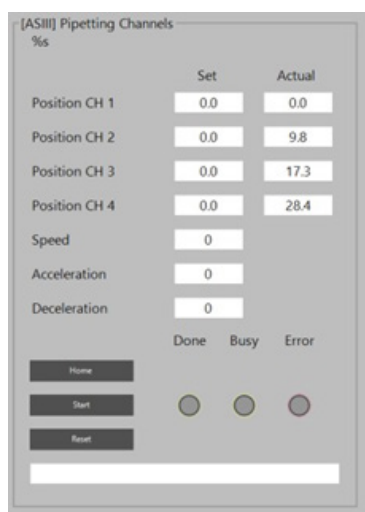 [ASIII] Pipetting Channels
%s
Set Actual
Position CH 1 0.0 0.0
Position CH 2 0.0 9.8
Position CH 3 0.0 17.3
Position CH 4 0.0 28.4
Speed 0
Acceleration 0
Deceleration 0
Done Busy Error
Home
Start
Reset